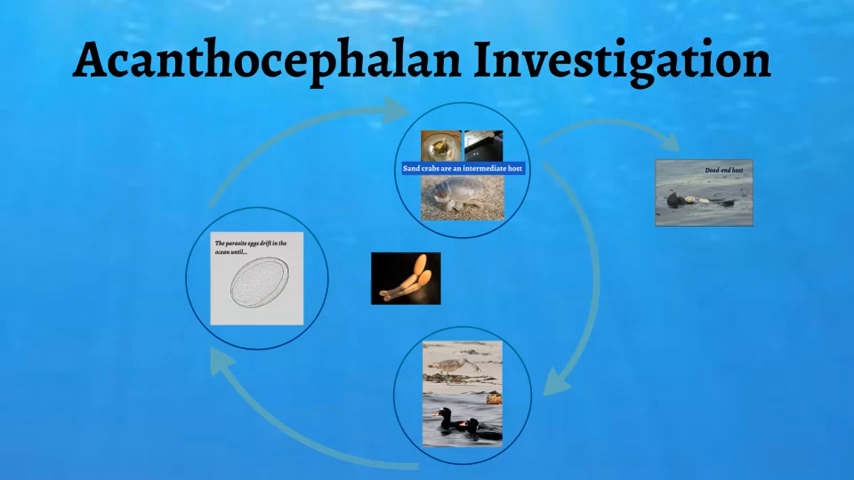 Acanthocephalan Investigation
Sand crabs are an intermediate host
Dead-end host
The parasite eggs drift in the
ocean until...